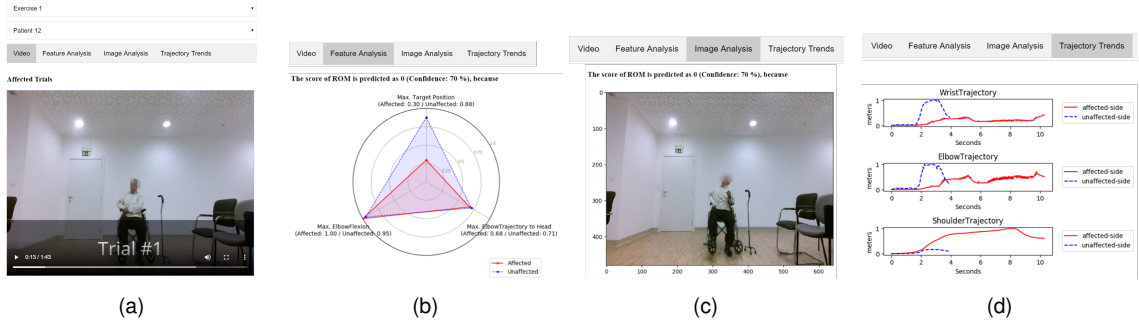 Exercise 1
Patient 12
Video Feature Analysis Image Analysis Trajectory Trends
Affected Trials
Trial #1
0:13 / 1:43
(a)
Video Feature Analysis Image Analysis Trajectory Trends
The score of ROM is predicted as 0 (Confidence: 70 %), because
Max. Target Position
(Affected: 0.30 / Unaffected: 0.88)
1.0
0.75
0.5
Max. ElbowFlexion
(Affected: 1.00 / Unaffected: 0.95)
Max. ElbowTrajectory to Head
(Affected: 0.68 / Unaffected: 0.71)
Affected
Unaffected
(b)
Video Feature Analysis Image Analysis Trajectory Trends
The score of ROM is predicted as 0 (Confidence: 70 %), because
0
100
200
300
400
0 100 200 300 400 500 600
(c)
Video Feature Analysis Image Analysis Trajectory Trends
WristTrajectory
meters
1
0
0 2 4 6 8 10
Seconds
affected-side
unaffected-side
ElbowTrajectory
meters
1
0
0 2 4 6 8 10
Seconds
affected-side
unaffected-side
ShoulderTrajectory
meters
1
0
0 2 4 6 8 10
Seconds
affected-side
unaffected-side
(d)